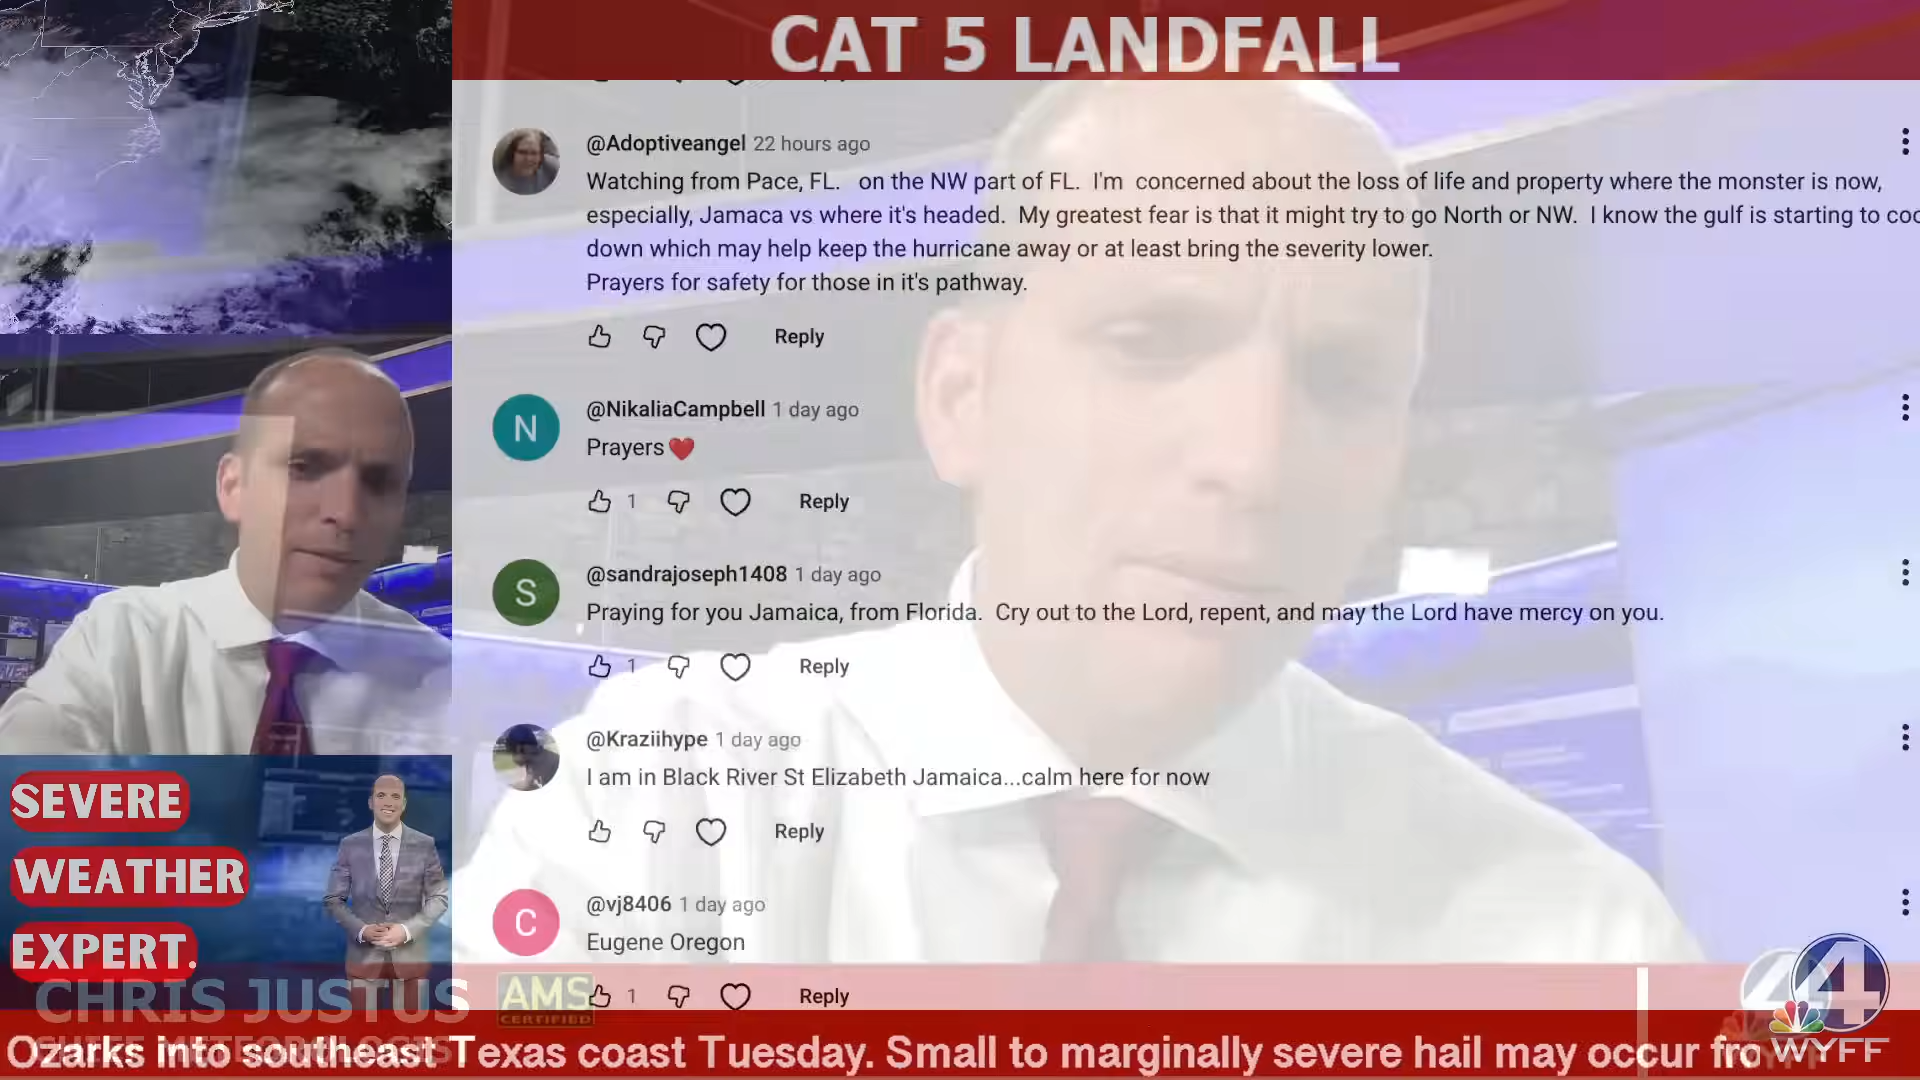 CAT 5 LANDFALL
@Adoptiveangel 22 hours ago
Watching from Pace, FL.   on the NW part of FL.  I'm  concerned about the loss of life and property where the monster is now,
especially, Jamaca vs where it's headed.  My greatest fear is that it might try to go North or NW.  I know the gulf is starting to
down which may help keep the hurricane away or at least bring the severity lower.
Prayers for safety for those in it's pathway.
Reply
N
@NikaliaCampbell 1 day ago
Prayers❤️
1 Reply
S
@sandrajoseph1408 1 day ago
Praying for you Jamaica, from Florida.  Cry out to the Lord, repent, and may the Lord have mercy on you.
1 Reply
@Kraziihype 1 day ago
I am in Black River St Elizabeth Jamaica...calm here for now
Reply
C
@vj8406 1 day ago
Eugene Oregon
1 Reply
SEVERE
WEATHER
EXPERT.
CHRIS JUSTUS
AMS
CERTIFIED
4
WYFF
Ozarks into southeast Texas coast Tuesday. Small to marginally severe hail may occur